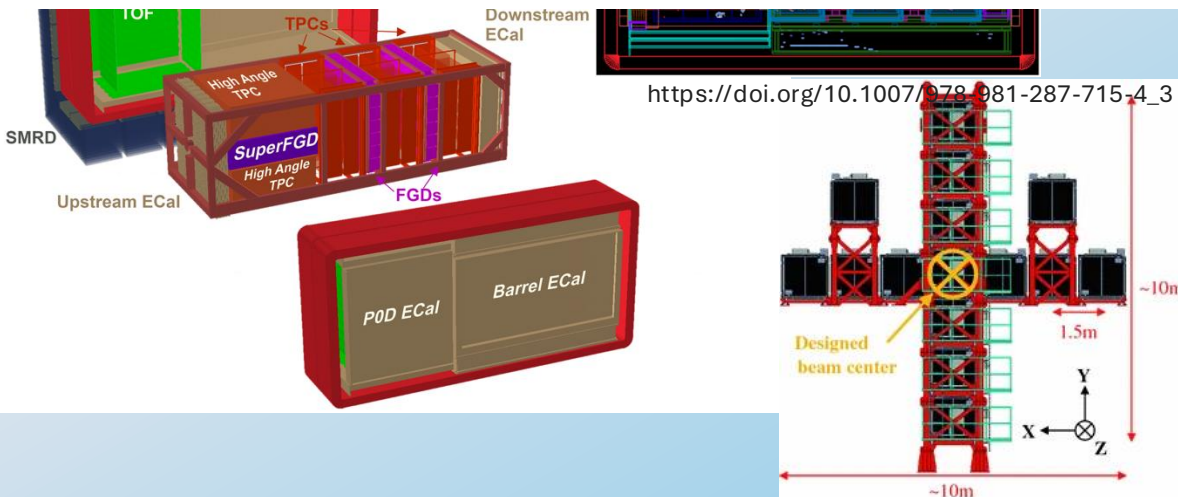 TOF
TPCs
Downstream
ECal
High Angle
TPC
SMRD
SuperFGD
High Angle
TPC
Upstream ECal
FGDs
P0D ECal
Barrel ECal
https://doi.org/10.1007/978-981-287-715-4_3
~10m
1.5m
Designed
beam center
Y
X
Z
~10m